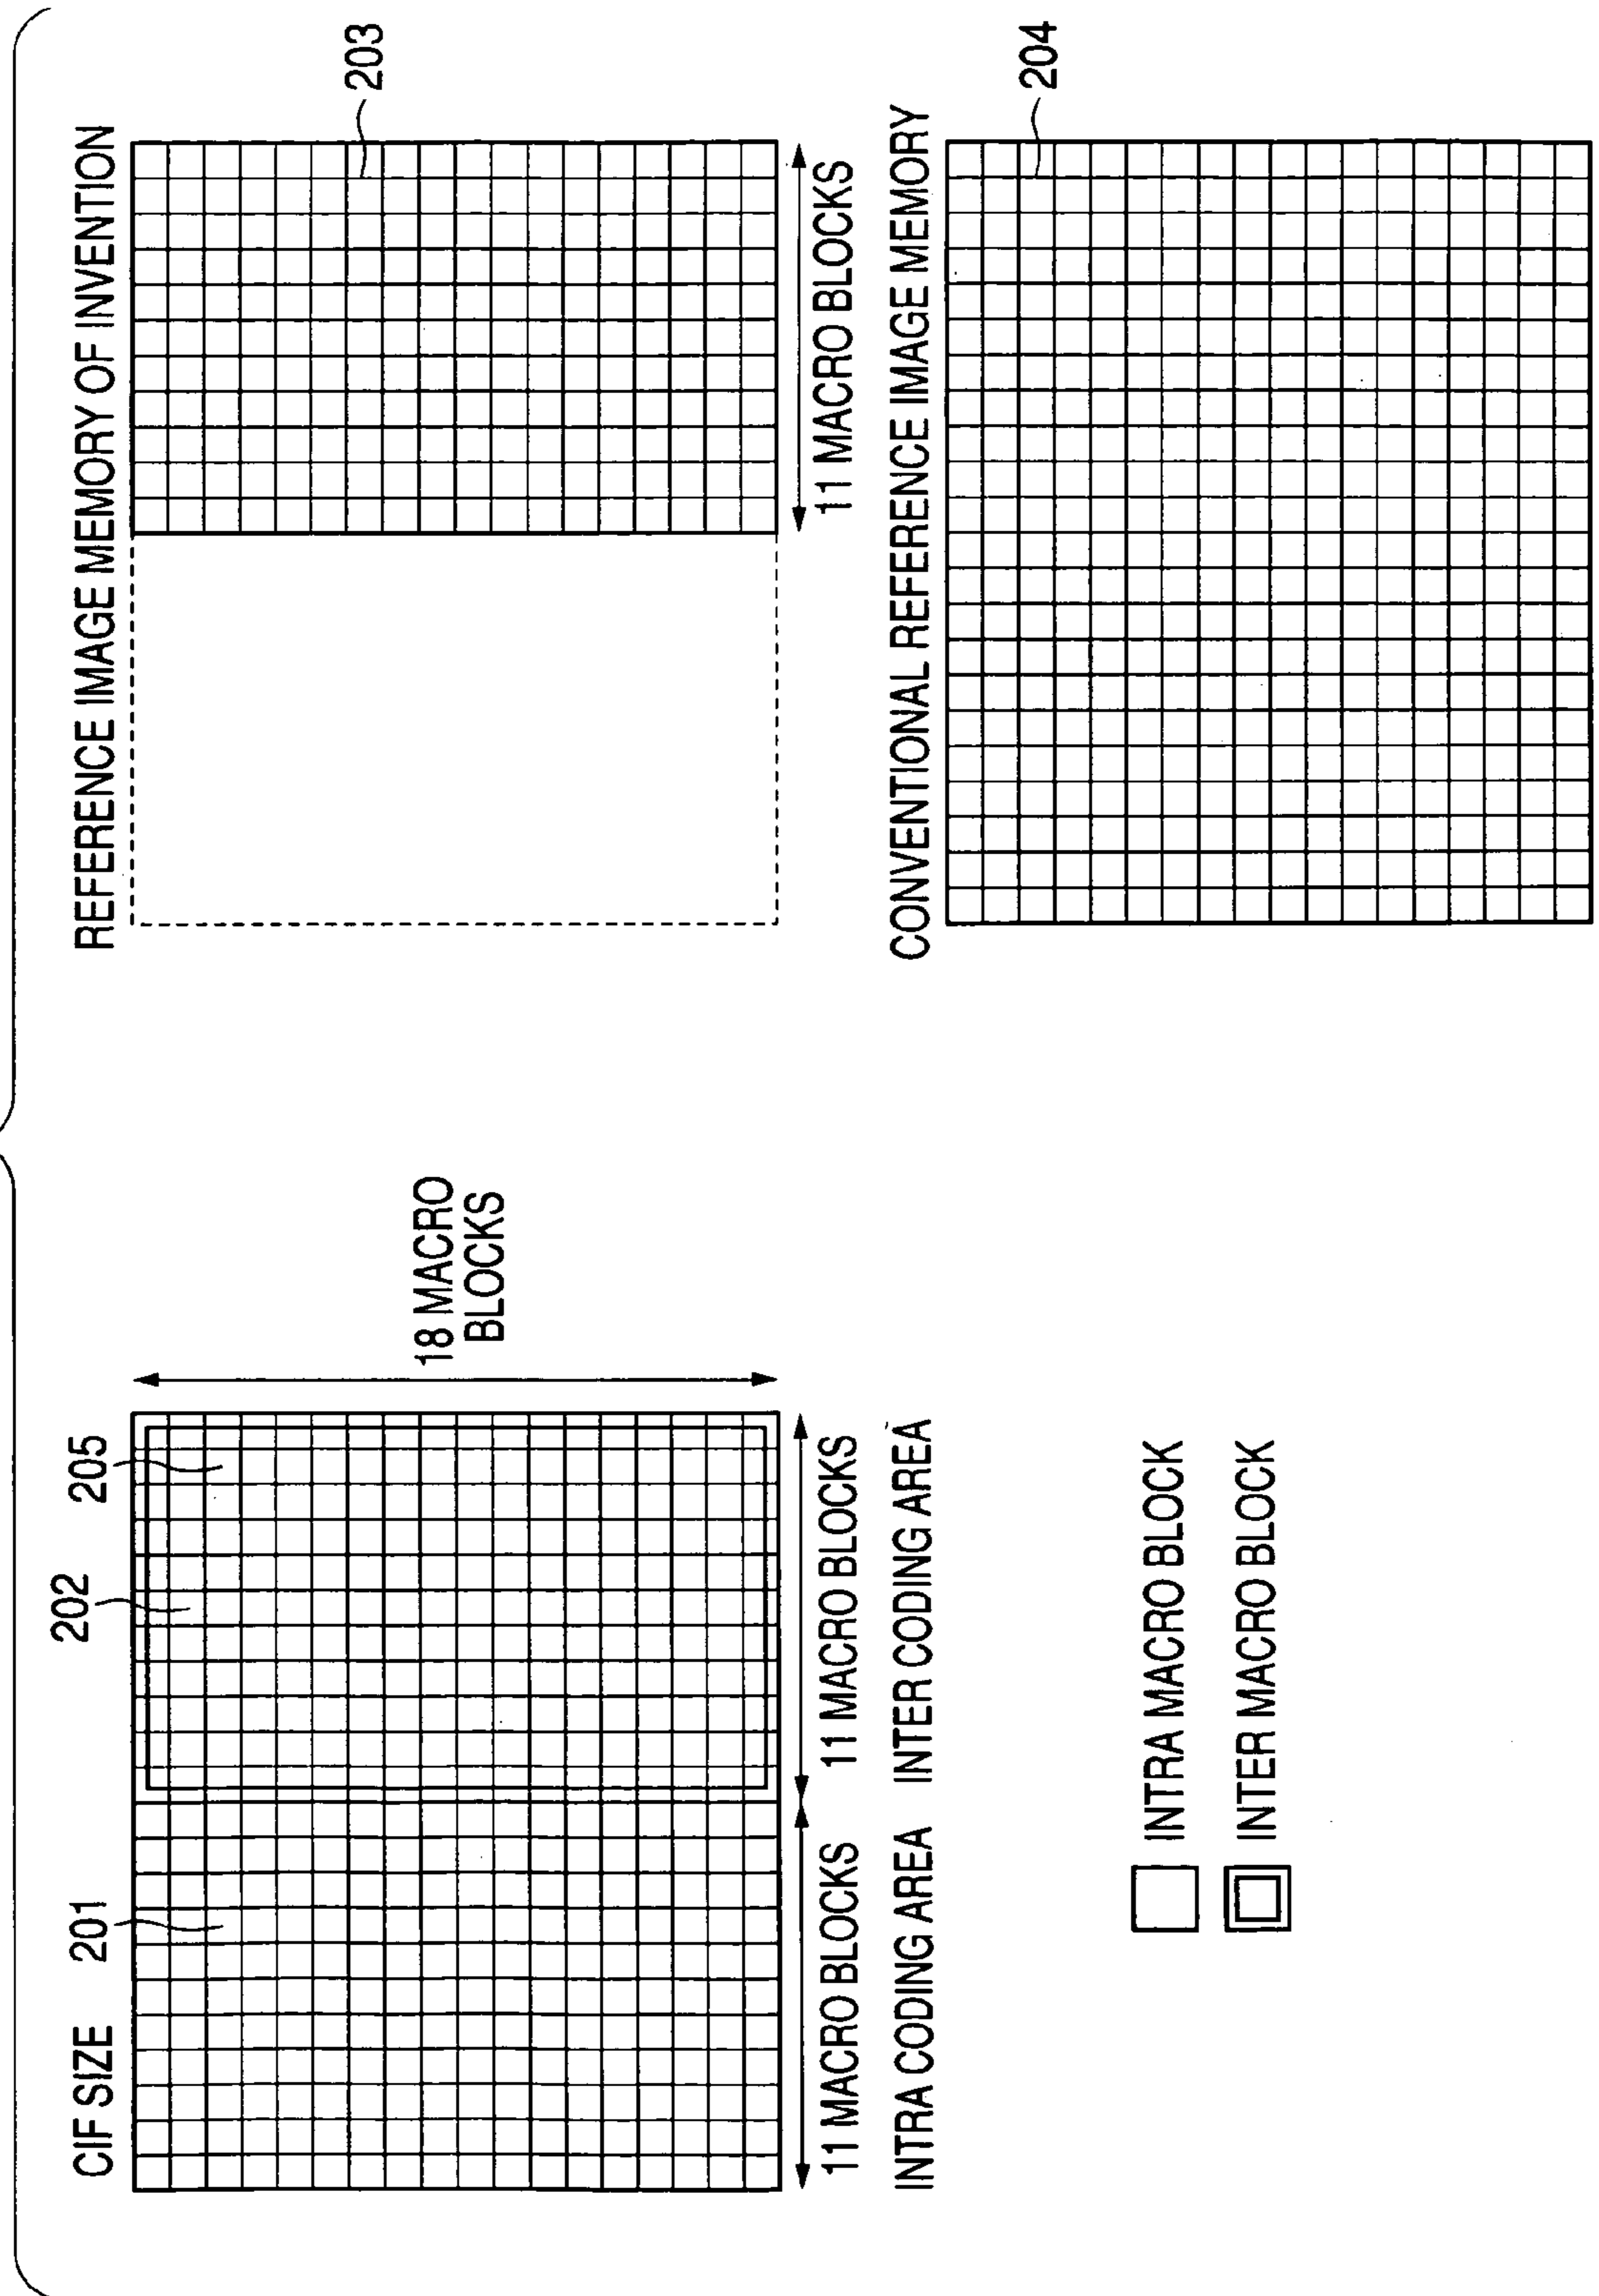 CIF SIZE
201
202
205
18 MACRO
BLOCKS
11 MACRO BLOCKS
11 MACRO BLOCKS
INTRA CODING AREA
INTER CODING AREA
INTRA MACRO BLOCK
INTER MACRO BLOCK
REFERENCE IMAGE MEMORY OF INVENTION
203
11 MACRO BLOCKS
CONVENTIONAL REFERENCE IMAGE MEMORY
204